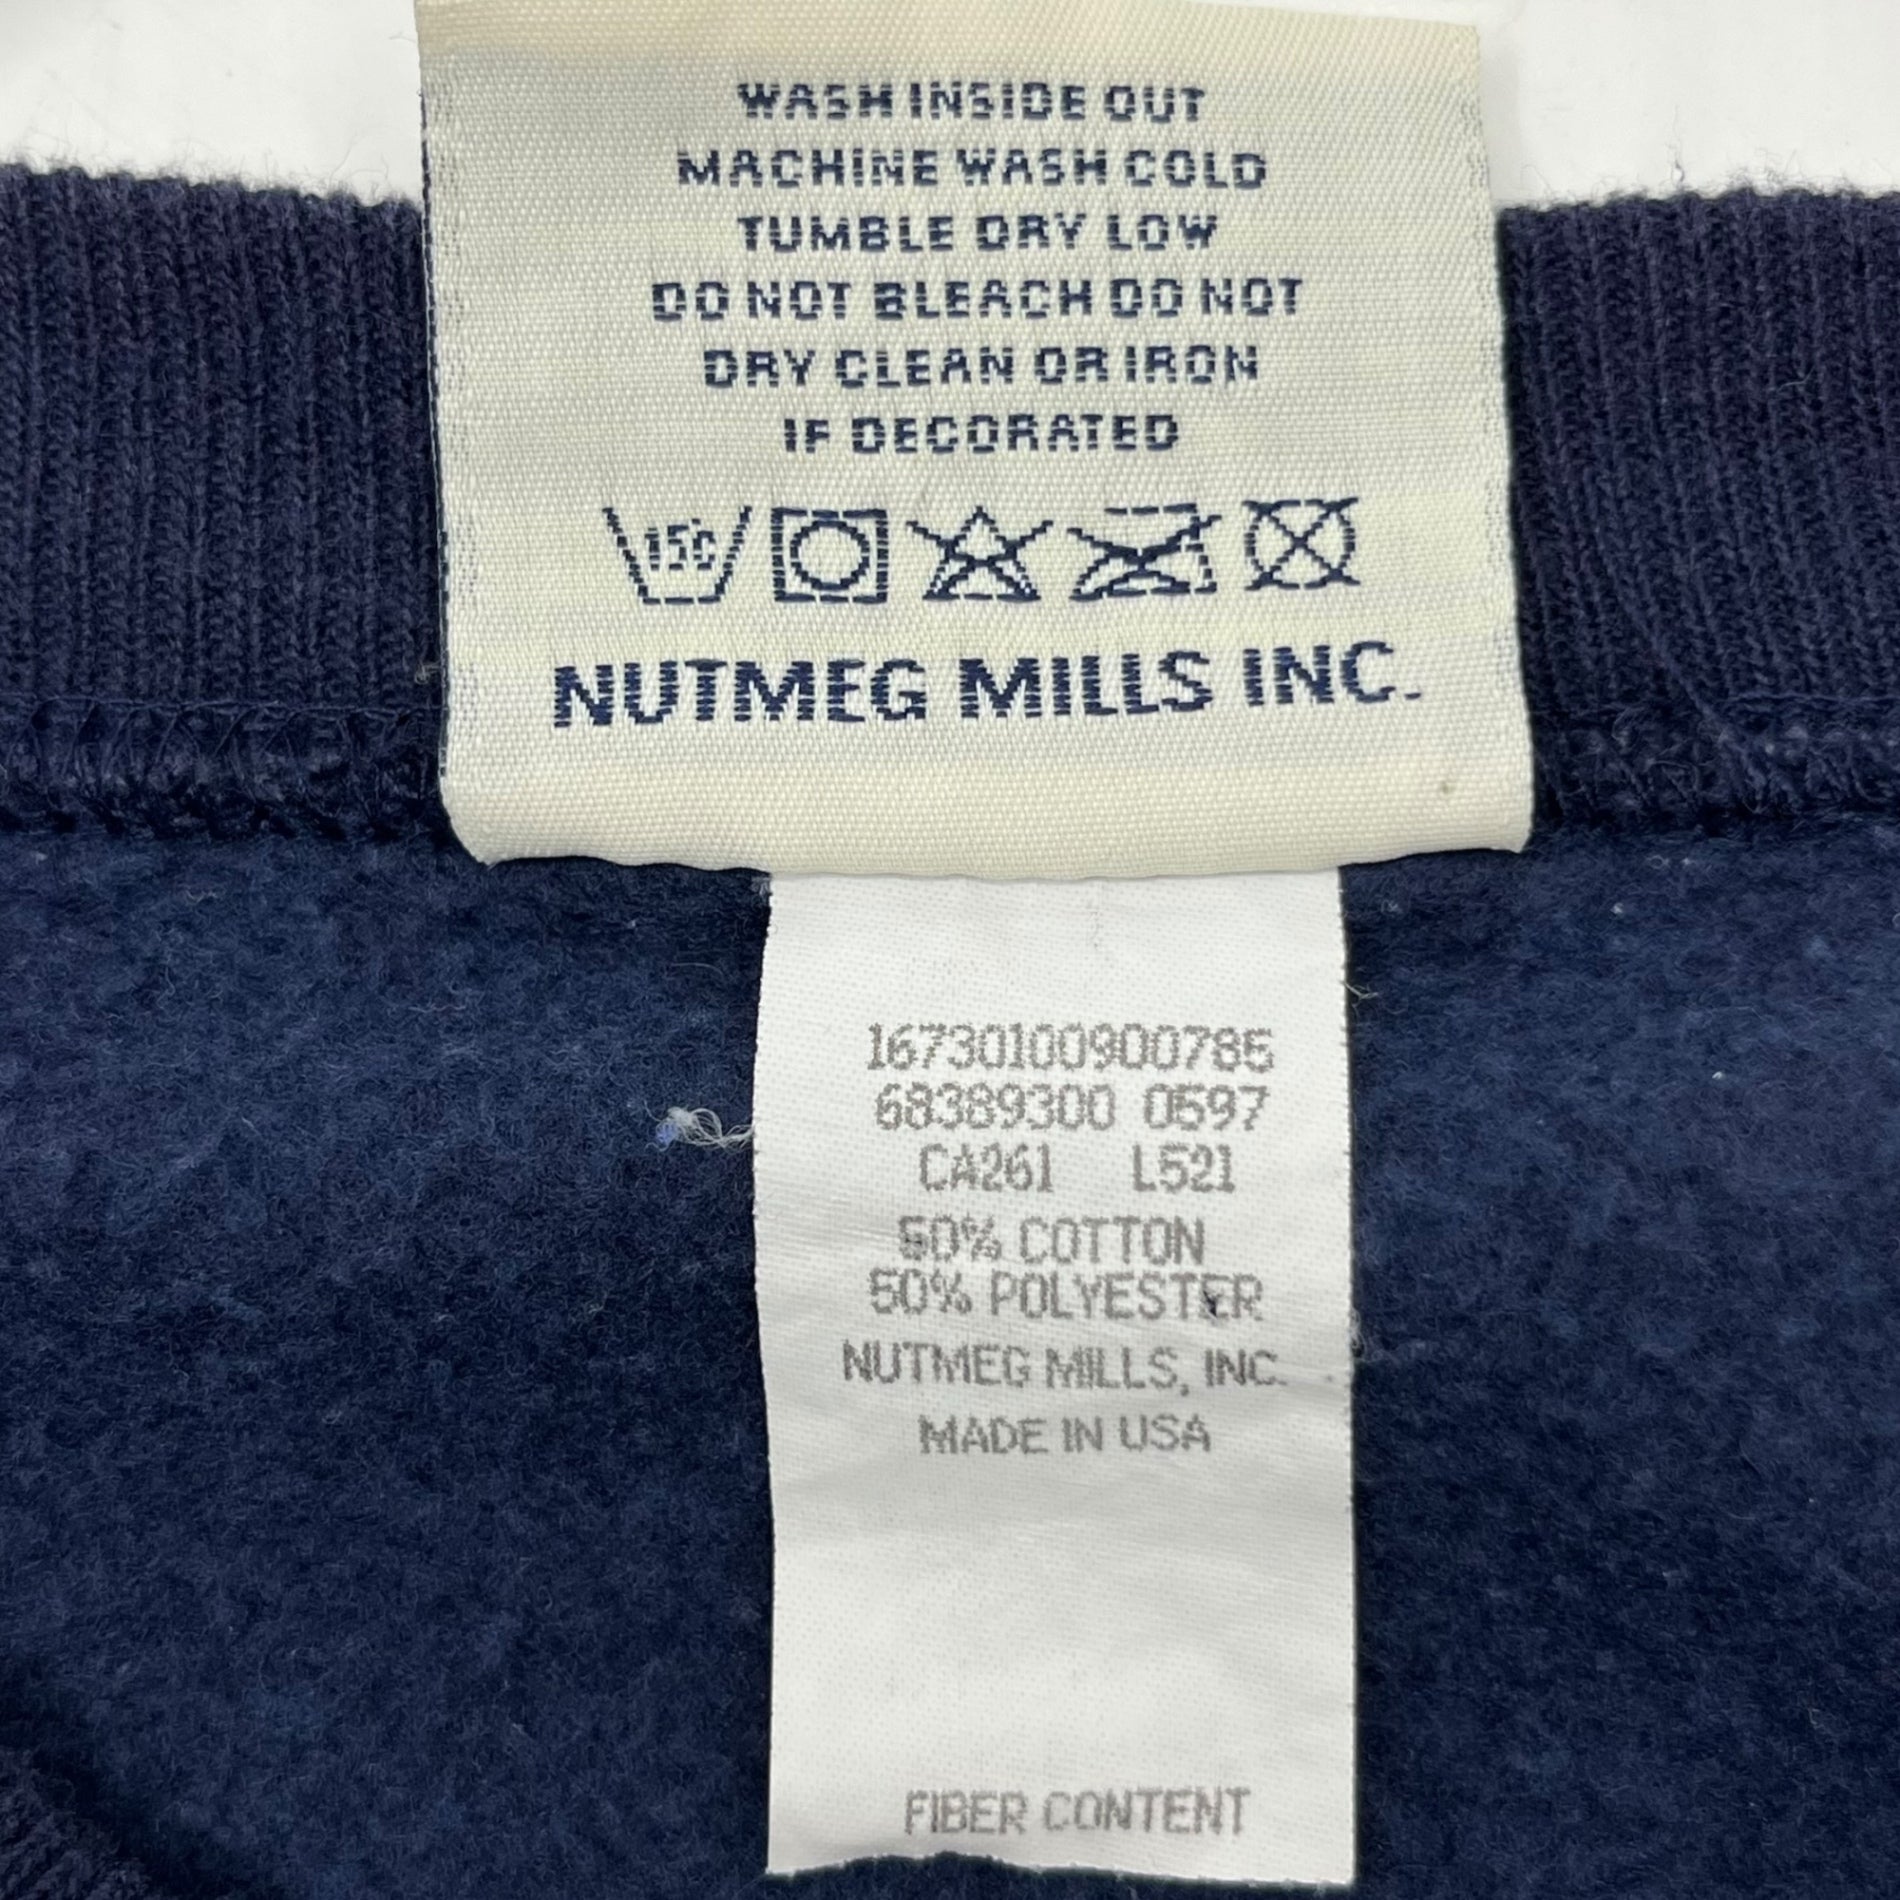 WASH INSIDE OUT
MACHINE WASH COLD
TUMBLE DRY LOW
DO NOT BLEACH DO NOT
DRY CLEAN OR IRON
IF DECORATED
15C
NUTMEG MILLS INC.
16730100900785
68389300 0597
CA261 L521
50% COTTON
50% POLYESTER
NUTMEG MILLS, INC.
MADE IN USA
FIBER CONTENT